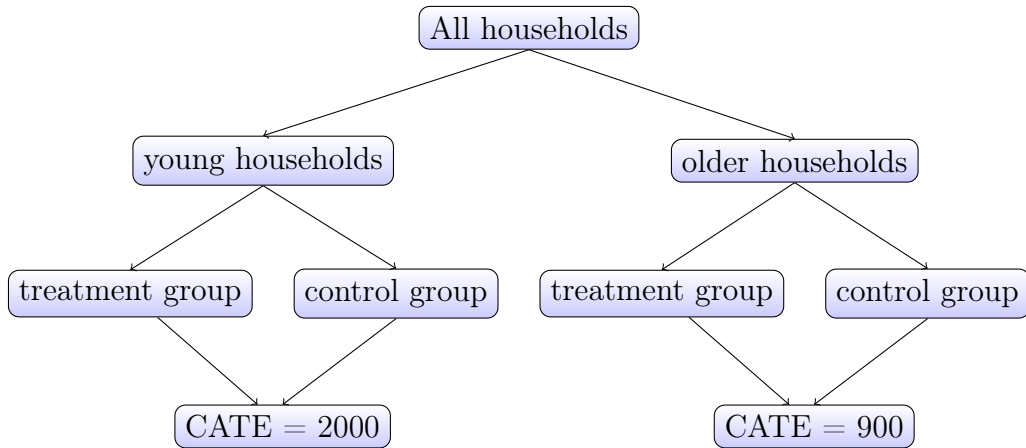 All households
young households
older households
treatment group
control group
treatment group
control group
CATE = 2000
CATE = 900